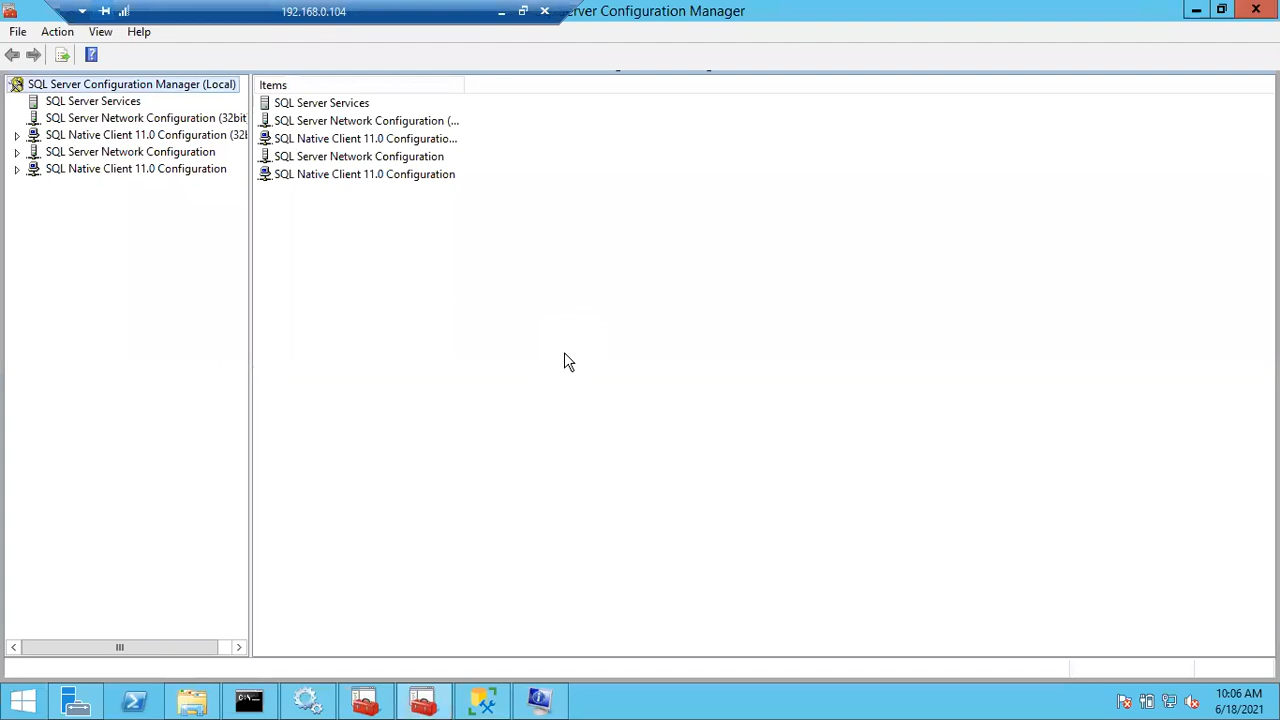 192.168.0.104
erver Configuration Manager
File Action View Help
SQL Server Configuration Manager (Local)
SQL Server Services
SQL Server Network Configuration (32bit
SQL Native Client 11.0 Configuration (32b
SQL Server Network Configuration
SQL Native Client 11.0 Configuration
Items
SQL Server Services
SQL Server Network Configuration (...
SQL Native Client 11.0 Configuratio...
SQL Server Network Configuration
SQL Native Client 11.0 Configuration
10:06 AM
6/18/2021